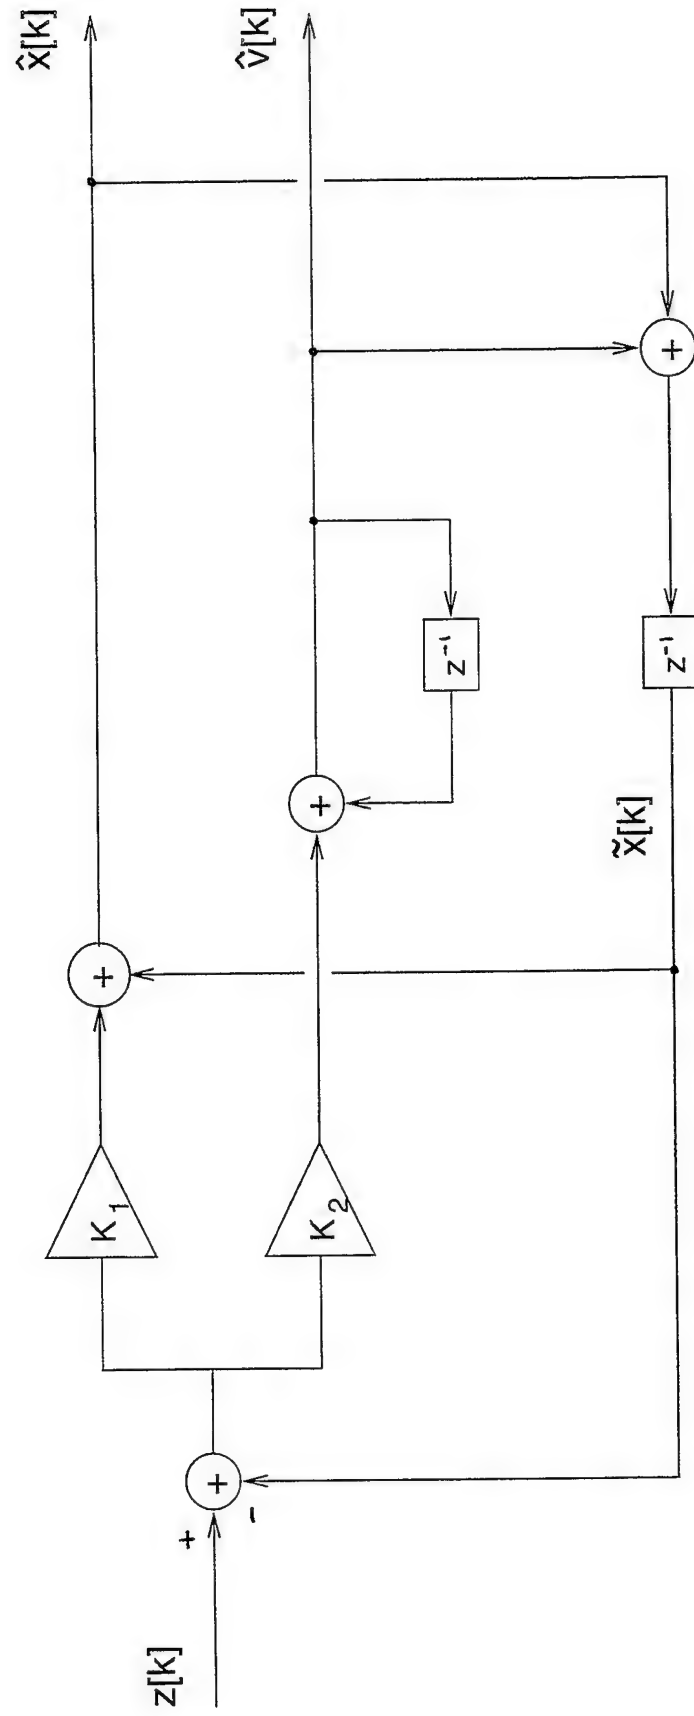 z[k]
+
-
+
K₁
K₂
+
+
z⁻¹
x̃[k]
z⁻¹
+
x̂[k]
v̂[k]